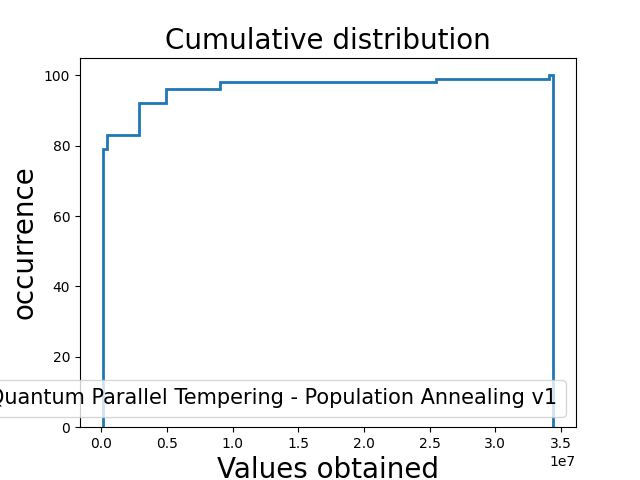 Cumulative distribution
occurrence
100
80
60
40
20
0
Quantum Parallel Tempering - Population Annealing v1
0.0 0.5 1.0 1.5 2.0 2.5 3.0 3.5
1e7
Values obtained